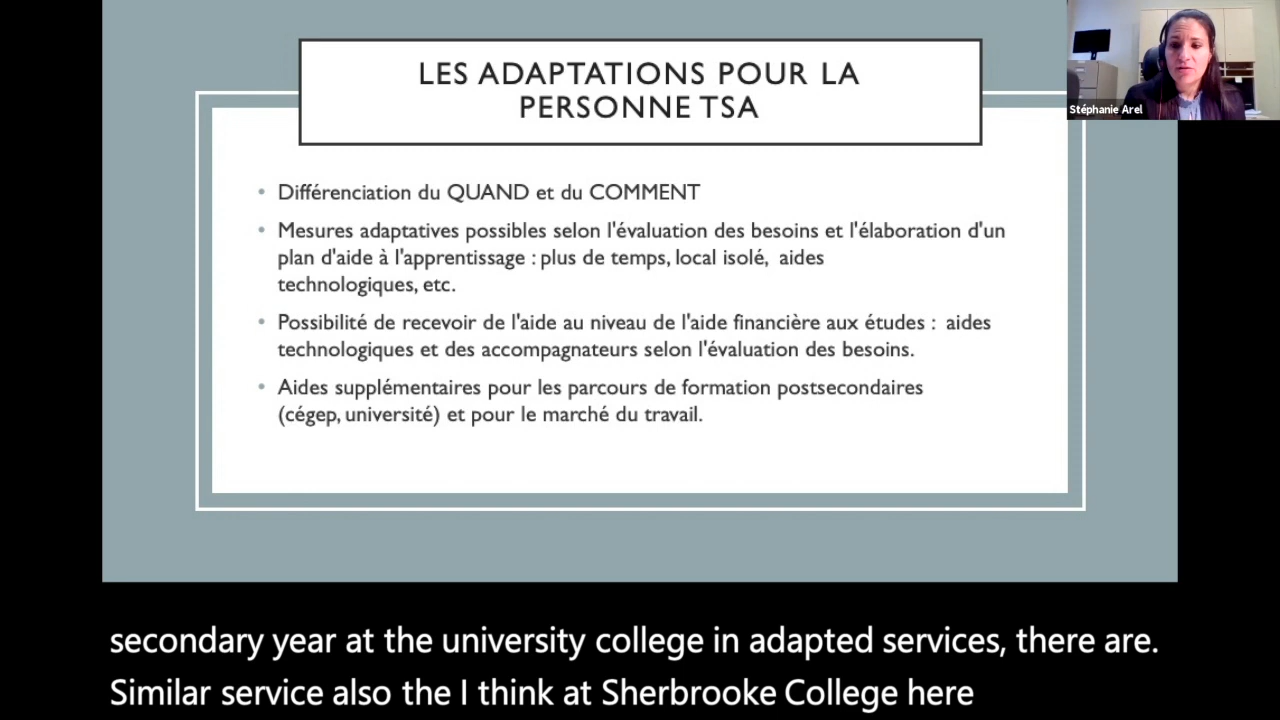 LES ADAPTATIONS POUR LA
PERSONNE TSA
Stéphanie Arel
• Différenciation du QUAND et du COMMENT
• Mesures adaptatives possibles selon l'évaluation des besoins et l'élaboration d'un
plan d'aide à l'apprentissage : plus de temps, local isolé, aides
technologiques, etc.
• Possibilité de recevoir de l'aide au niveau de l'aide financière aux études : aides
technologiques et des accompagnateurs selon l'évaluation des besoins.
• Aides supplémentaires pour les parcours de formation postsecondaires
(cégep, université) et pour le marché du travail.
secondary year at the university college in adapted services, there are.
Similar service also the I think at Sherbrooke College here